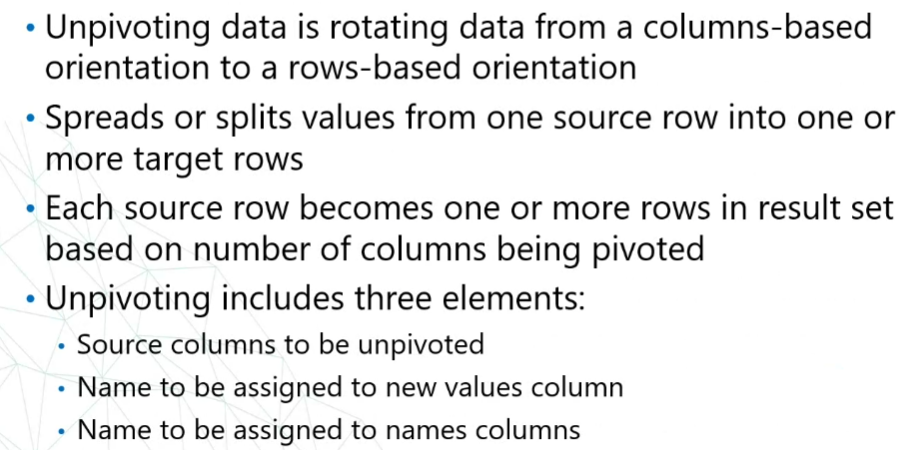 • Unpivoting data is rotating data from a columns-based
orientation to a rows-based orientation
• Spreads or splits values from one source row into one or
more target rows
• Each source row becomes one or more rows in result set
based on number of columns being pivoted
• Unpivoting includes three elements:
• Source columns to be unpivoted
• Name to be assigned to new values column
• Name to be assigned to names columns